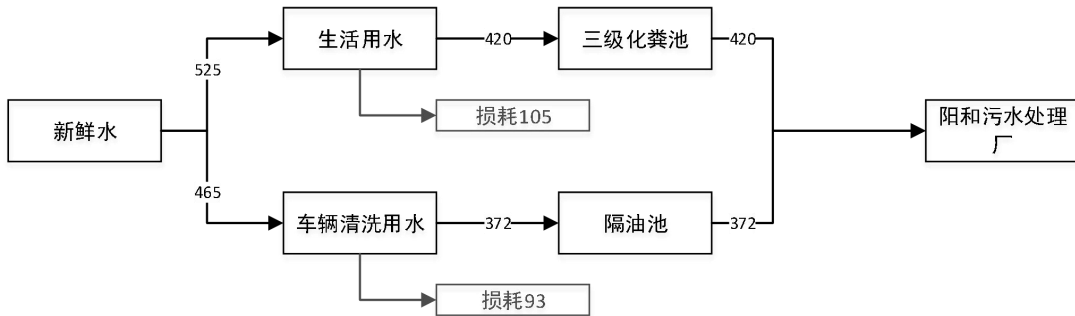 生活用水
420
三级化粪池
420
525
损耗105
新鲜水
阳和污水处理
厂
465
车辆清洗用水
372
隔油池
372
损耗93